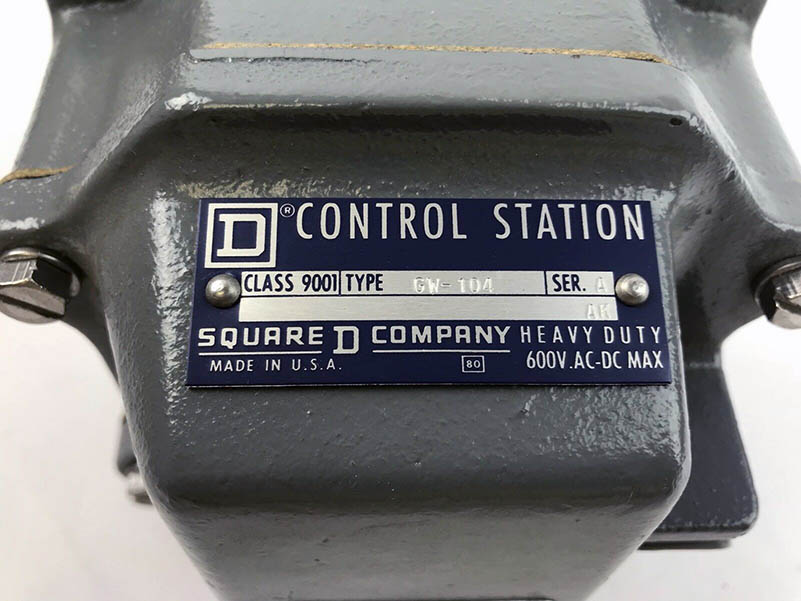 D ® CONTROL STATION
CLASS 9001 TYPE GW-104 SER. A
AK
SQUARE D COMPANY HEAVY DUTY
MADE IN U.S.A. 80 600V.AC-DC MAX